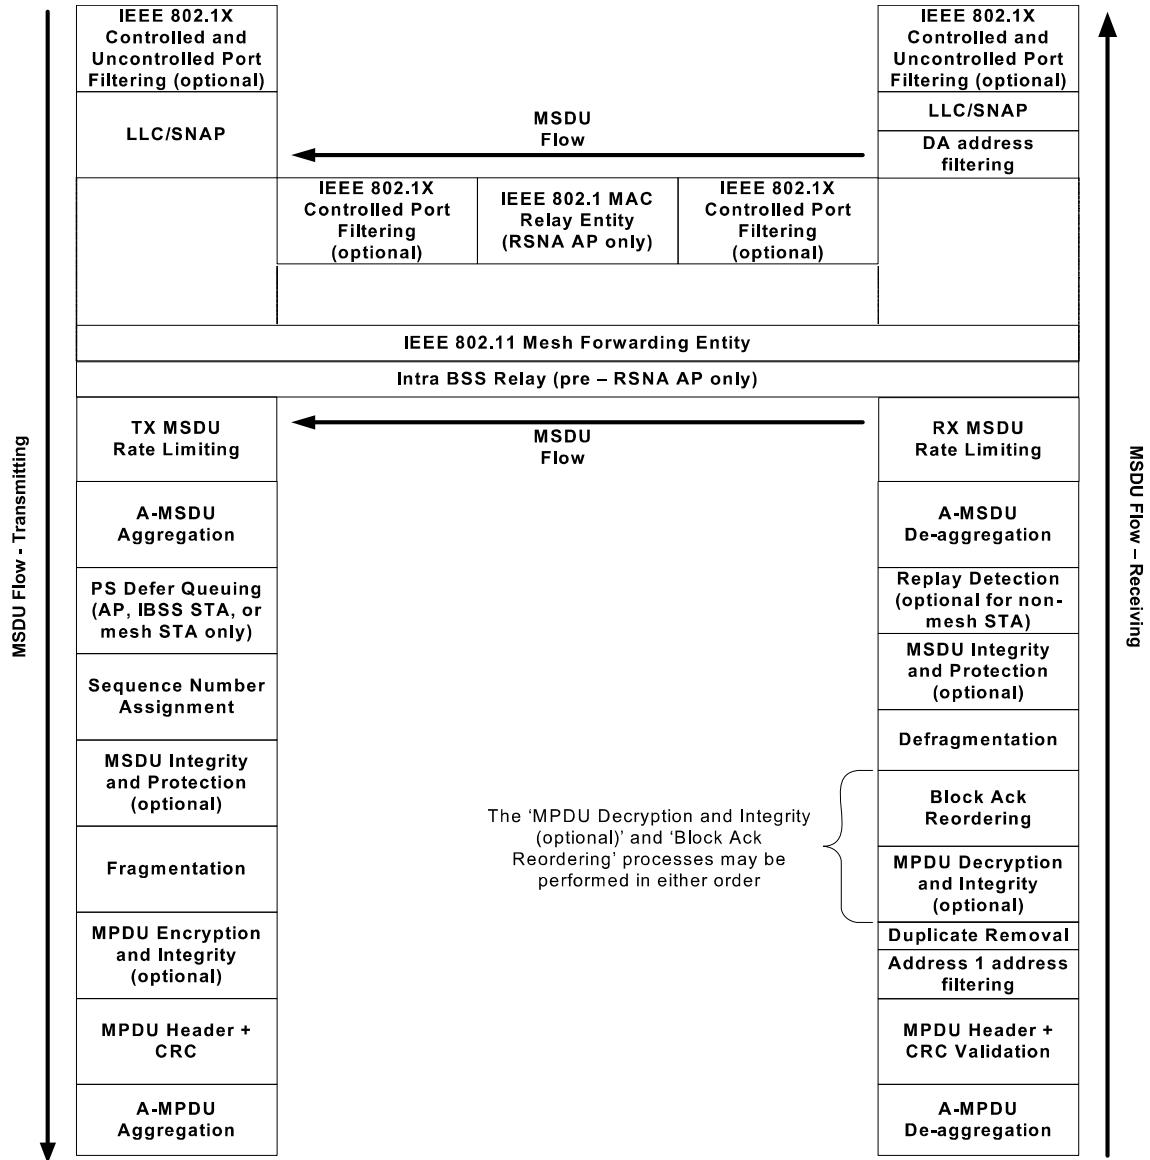 IEEE 802.1X
Controlled and
Uncontrolled Port
Filtering (optional)
IEEE 802.1X
Controlled and
Uncontrolled Port
Filtering (optional)
LLC/SNAP
MSDU
Flow
LLC/SNAP
DA address
filtering
IEEE 802.1X
Controlled Port
Filtering
(optional)
IEEE 802.1 MAC
Relay Entity
(RSNA AP only)
IEEE 802.1X
Controlled Port
Filtering
(optional)
IEEE 802.11 Mesh Forwarding Entity
Intra BSS Relay (pre – RSNA AP only)
MSDU Flow - Transmitting
TX MSDU
Rate Limiting
A-MSDU
Aggregation
PS Defer Queuing
(AP, IBSS STA, or
mesh STA only)
Sequence Number
Assignment
MSDU Integrity
and Protection
(optional)
Fragmentation
MPDU Encryption
and Integrity
(optional)
MPDU Header +
CRC
A-MPDU
Aggregation
MSDU
Flow
The ‘MPDU Decryption and Integrity
(optional)’ and ‘Block Ack
Reordering’ processes may be
performed in either order
RX MSDU
Rate Limiting
A-MSDU
De-aggregation
Replay Detection
(optional for non-
mesh STA)
MSDU Integrity
and Protection
(optional)
Defragmentation
Block Ack
Reordering
MPDU Decryption
and Integrity
(optional)
Duplicate Removal
Address 1 address
filtering
MPDU Header +
CRC Validation
A-MPDU
De-aggregation
MSDU Flow – Receiving